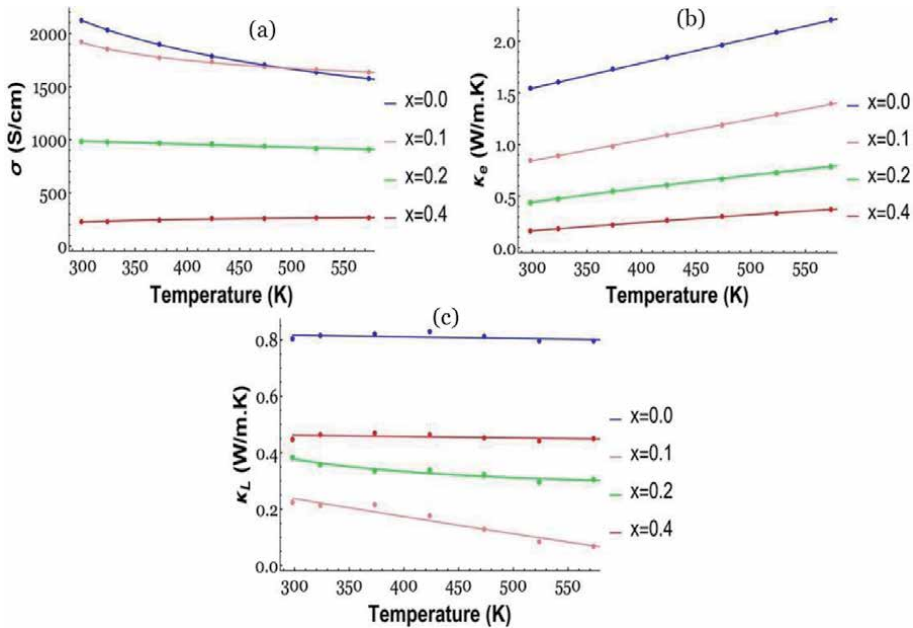 (a)
σ (S/cm)
2000
1500
1000
500
0
300 350 400 450 500 550
Temperature (K)
x=0.0
x=0.1
x=0.2
x=0.4
(b)
κe (W/m.K)
2.0
1.5
1.0
0.5
0.0
300 350 400 450 500 550
Temperature (K)
x=0.0
x=0.1
x=0.2
x=0.4
(c)
κL (W/m.K)
0.8
0.6
0.4
0.2
0.0
300 350 400 450 500 550
Temperature (K)
x=0.0
x=0.1
x=0.2
x=0.4